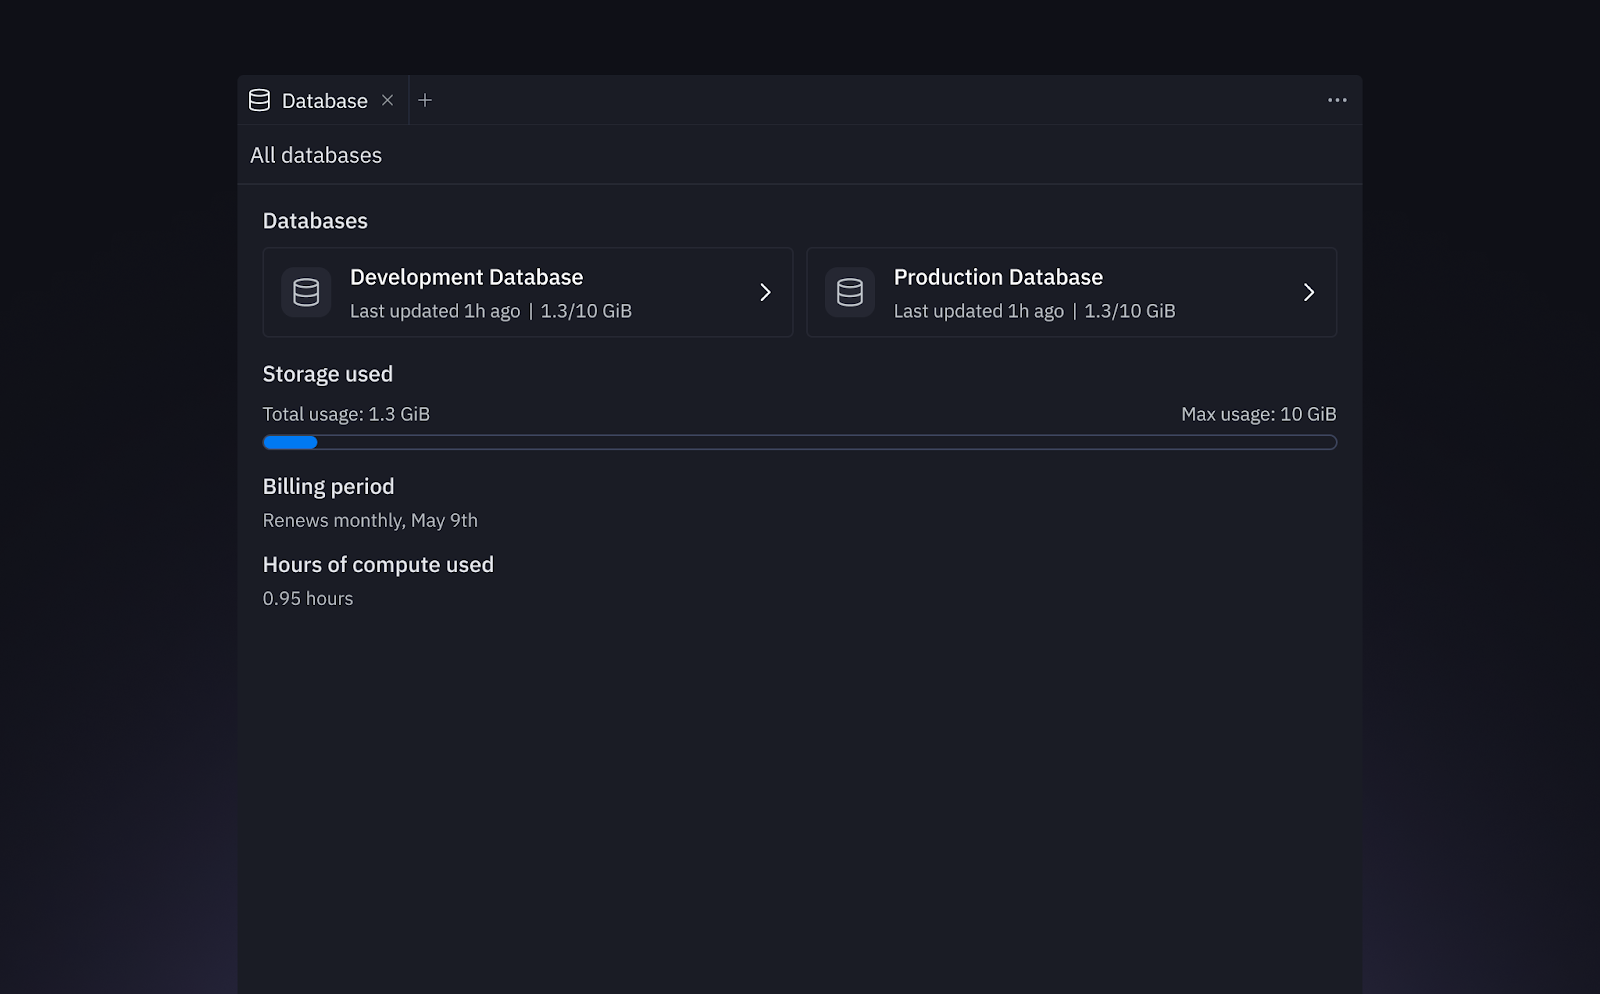 Database
All databases
Databases
Development Database
Last updated 1h ago | 1.3/10 GiB
Production Database
Last updated 1h ago | 1.3/10 GiB
Storage used
Total usage: 1.3 GiB
Max usage: 10 GiB
Billing period
Renews monthly, May 9th
Hours of compute used
0.95 hours